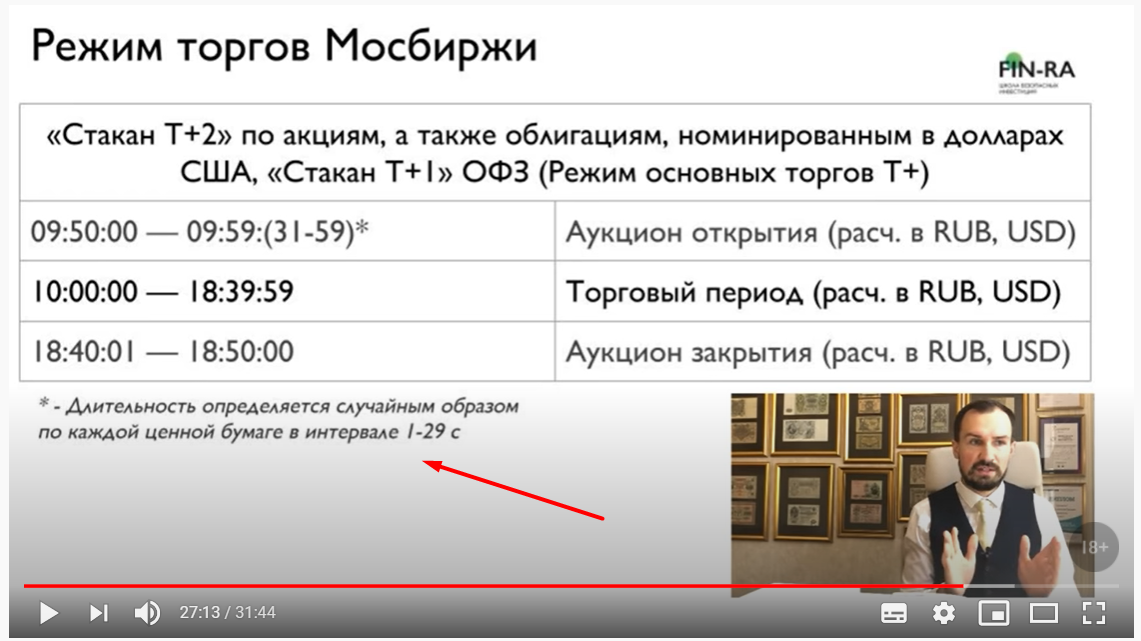 Режим торгов Мосбиржи
FIN-RA
ШКОЛА БЕЗОПАСНЫХ
ИНВЕСТИЦИЙ
«Стакан Т+2» по акциям, а также облигациям, номинированным в долларах
США, «Стакан Т+1» ОФЗ (Режим основных торгов Т+)
09:50:00 — 09:59:(31-59)*
Аукцион открытия (расч. в RUB, USD)
10:00:00 — 18:39:59
Торговый период (расч. в RUB, USD)
18:40:01 — 18:50:00
Аукцион закрытия (расч. в RUB, USD)
* - Длительность определяется случайным образом
по каждой ценной бумаге в интервале 1-29 с
18+
27:13 / 31:44